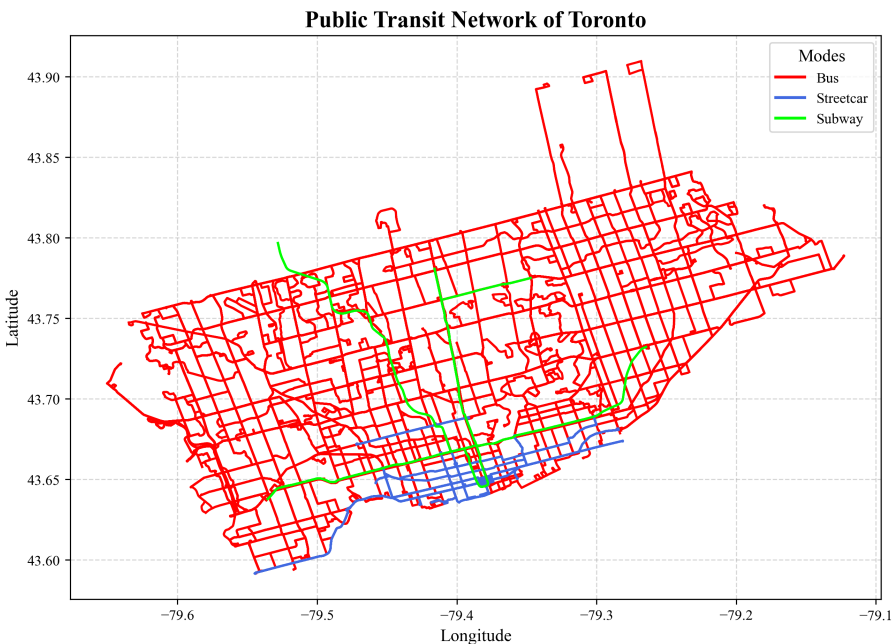 Public Transit Network of Toronto
Modes
Bus
Streetcar
Subway
43.90
43.85
43.80
43.75
43.70
43.65
43.60
Latitude
−79.6
−79.5
−79.4
−79.3
−79.2
−79.1
Longitude